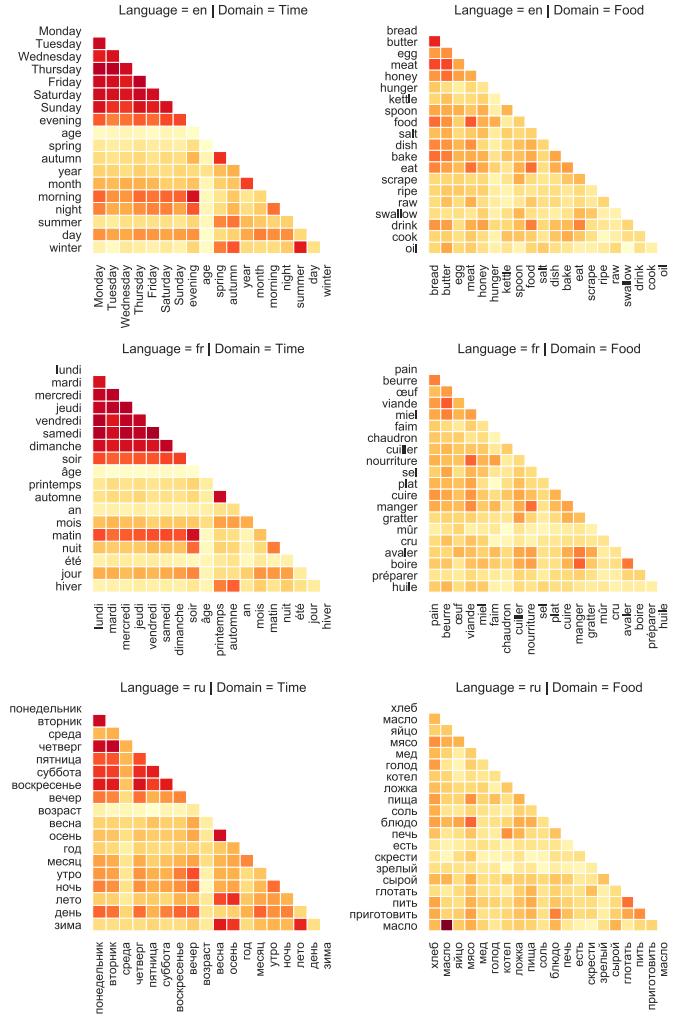 Language = en | Domain = Time
Monday
Tuesday
Wednesday
Thursday
Friday
Saturday
Sunday
evening
age
spring
autumn
year
month
morning
night
summer
day
winter
Monday
Tuesday
Wednesday
Thursday
Friday
Saturday
Sunday
evening
age
spring
autumn
year
month
morning
night
summer
day
winter
Language = en | Domain = Food
bread
butter
egg
meat
honey
hunger
kettle
spoon
food
salt
dish
bake
eat
scrape
ripe
raw
swallow
drink
cook
oil
bread
butter
egg
meat
honey
hunger
kettle
spoon
food
salt
dish
bake
eat
scrape
ripe
raw
swallow
drink
cook
oil
Language = fr | Domain = Time
lundi
mardi
mercredi
jeudi
vendredi
samedi
dimanche
soir
âge
printemps
automne
an
mois
matin
nuit
été
jour
hiver
lundi
mardi
mercredi
jeudi
vendredi
samedi
dimanche
soir
âge
printemps
automne
an
mois
matin
nuit
été
jour
hiver
Language = fr | Domain = Food
pain
beurre
œuf
viande
miel
faim
chaudron
cuiller
nourriture
sel
plat
cuire
manger
gratter
mûr
cru
avaler
boire
préparer
huile
pain
beurre
œuf
viande
miel
faim
chaudron
cuiller
nourriture
sel
plat
cuire
manger
gratter
mûr
cru
avaler
boire
préparer
huile
Language = ru | Domain = Time
понедельник
вторник
среда
четверг
пятница
суббота
воскресенье
вечер
возраст
весна
осень
год
месяц
утро
ночь
лето
день
зима
понедельник
вторник
среда
четверг
пятница
суббота
воскресенье
вечер
возраст
весна
осень
год
месяц
утро
ночь
лето
день
зима
Language = ru | Domain = Food
хлеб
масло
яйцо
мясо
мед
голод
котел
ложка
пища
соль
блюдо
печь
есть
скрести
зрелый
сырой
глотать
пить
приготовить
масло
хлеб
масло
яйцо
мясо
мед
голод
котел
ложка
пища
соль
блюдо
печь
есть
скрести
зрелый
сырой
глотать
пить
приготовить
масло